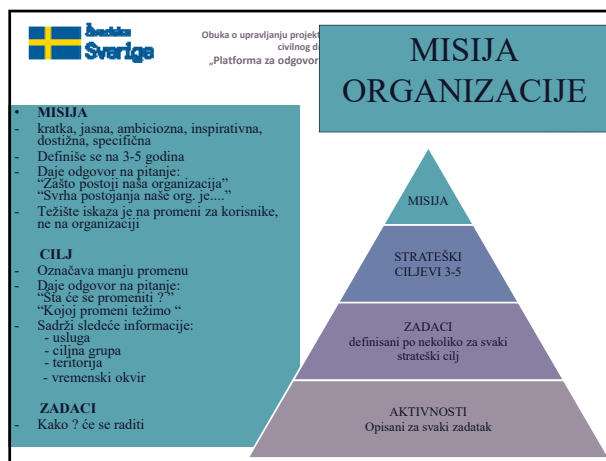 Švedska
Sverige
Obuka o upravljanju projekt
civilnog d
„Platforma za odgovor
MISIJA
ORGANIZACIJE
• MISIJA
- kratka, jasna, ambiciozna, inspirativna,
dostižna, specifična
- Definiše se na 3-5 godina
- Daje odgovor na pitanje:
“Zašto postoji naša organizacija”
“Svrha postojanja naše org. je....”
- Težište iskaza je na promeni za korisnike,
ne na organizaciji
CILJ
- Označava manju promenu
- Daje odgovor na pitanje:
“Šta će se promeniti ? ”
“Kojoj promeni težimo “
- Sadrži sledeće informacije:
- usluga
- ciljna grupa
- teritorija
- vremenski okvir
ZADACI
- Kako ? će se raditi
MISIJA
STRATEŠKI
CILJEVI 3-5
ZADACI
definisani po nekoliko za svaki
strateški cilj
AKTIVNOSTI
Opisani za svaki zadatak